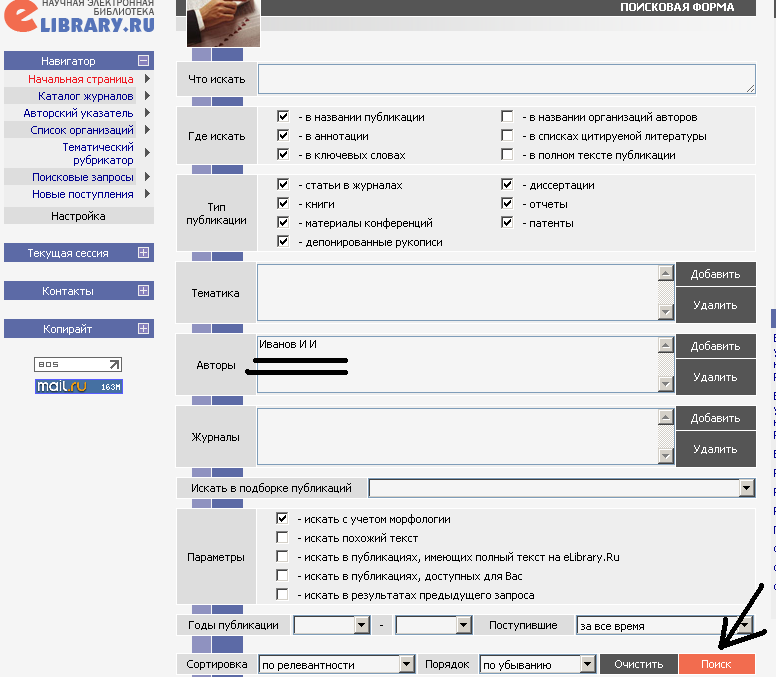 НАУЧНАЯ ЭЛЕКТРОННАЯ
БИБЛИОТЕКА
eLIBRARY.RU
ПОИСКОВАЯ ФОРМА
Навигатор
Начальная страница
Каталог журналов
Авторский указатель
Список организаций
Тематический
рубрикатор
Поисковые запросы
Новые поступления
Настройка
Текущая сессия
Контакты
Копирайт
805
mail.ru 163M
Что искать
Где искать
- в названии публикации
- в названии организаций авторов
- в аннотации
- в списках цитируемой литературы
- в ключевых словах
- в полном тексте публикации
Тип
публикации
- статьи в журналах
- диссертации
- книги
- отчеты
- материалы конференций
- патенты
- депонированные рукописи
Тематика
Добавить
Удалить
Авторы
Иванов И И
Добавить
Удалить
Журналы
Добавить
Удалить
Искать в подборке публикаций
Параметры
- искать с учетом морфологии
- искать похожий текст
- искать в публикациях, имеющих полный текст на eLibrary.Ru
- искать в публикациях, доступных для Вас
- искать в результатах предыдущего запроса
Годы публикации
-
Поступившие
за все время
Сортировка
по релевантности
Порядок
по убыванию
Очистить
Поиск